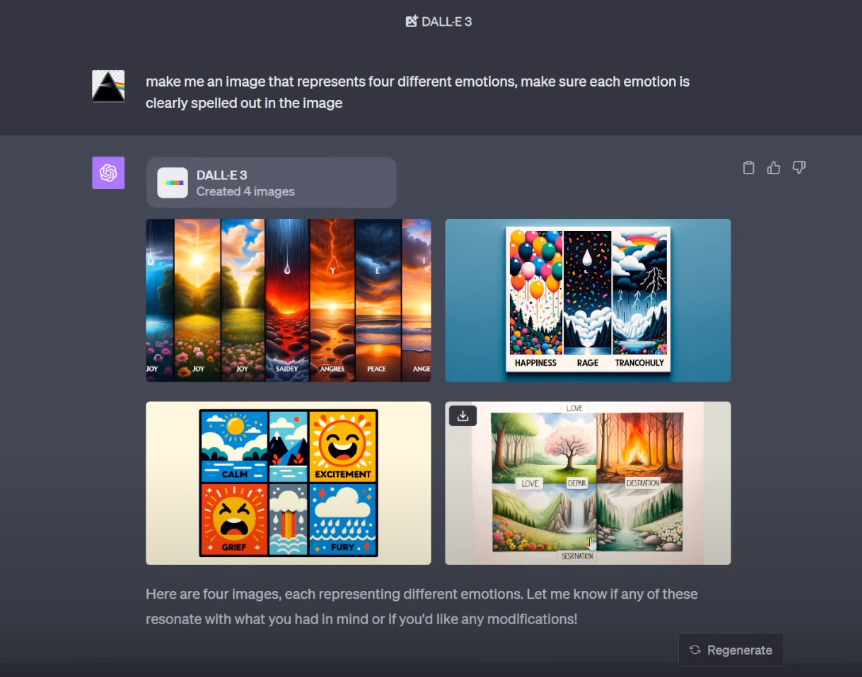 DALL·E 3
make me an image that represents four different emotions, make sure each emotion is
clearly spelled out in the image
DALL·E 3
Created 4 images
Y E I
JOY JOY JOY SAIDEY ANGRES PEACE ANGE
HAPPINESS RAGE TRANCOHULY
CALM EXCITEMENT
GRIEF FURY
LOVE
LOVE DEPAIR
SESTRNATION
Here are four images, each representing different emotions. Let me know if any of these
resonate with what you had in mind or if you'd like any modifications!
Regenerate